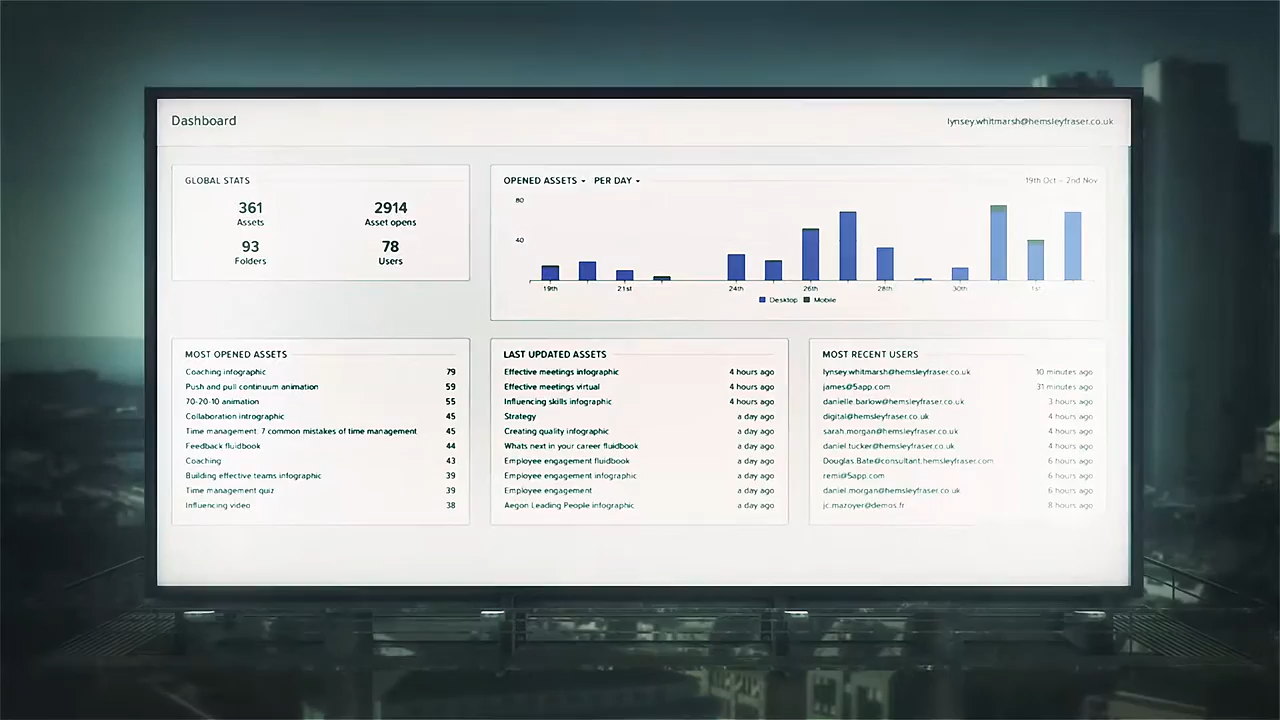 Dashboard
lynsey.whitmarsh@hemsleyfraser.co.uk
GLOBAL STATS
361
Assets
2914
Asset opens
93
Folders
78
Users
OPENED ASSETS PER DAY
19th Oct - 2nd Nov
80
40
19th 21st 24th 26th 28th 30th 1st
Desktop Mobile
MOST OPENED ASSETS
Coaching infographic 79
Push and pull continuum animation 59
70-20-10 animation 55
Collaboration introgrphic 45
Time management: 7 common mistakes of time management 45
Feedback fluidbook 44
Coaching 43
Building effective teams infographic 39
Time management quiz 39
Influencing video 38
LAST UPDATED ASSETS
Effective meetings infographic 4 hours ago
Effective meetings virtual 4 hours ago
Influencing skills infographic 4 hours ago
Strategy a day ago
Creating quality infographic a day ago
Whats next in your career fluidbook a day ago
Employee engagement fluidbook a day ago
Employee engagement infographic a day ago
Employee engagement a day ago
Aegon Leading People infographic a day ago
MOST RECENT USERS
lynsey.whitmarsh@hemsleyfraser.co.uk 10 minutes ago
james@5app.com 31 minutes ago
danielle.barlow@hemsleyfraser.co.uk 3 hours ago
digital@hemsleyfraser.co.uk 4 hours ago
sarah.morgan@hemsleyfraser.co.uk 4 hours ago
daniel.tucker@hemsleyfraser.co.uk 4 hours ago
Douglas.Bate@consultant.hemsleyfraser.com 6 hours ago
remi@5app.com 6 hours ago
daniel.morgan@hemsleyfraser.co.uk 6 hours ago
jc.mazoyer@demos.fr 8 hours ago